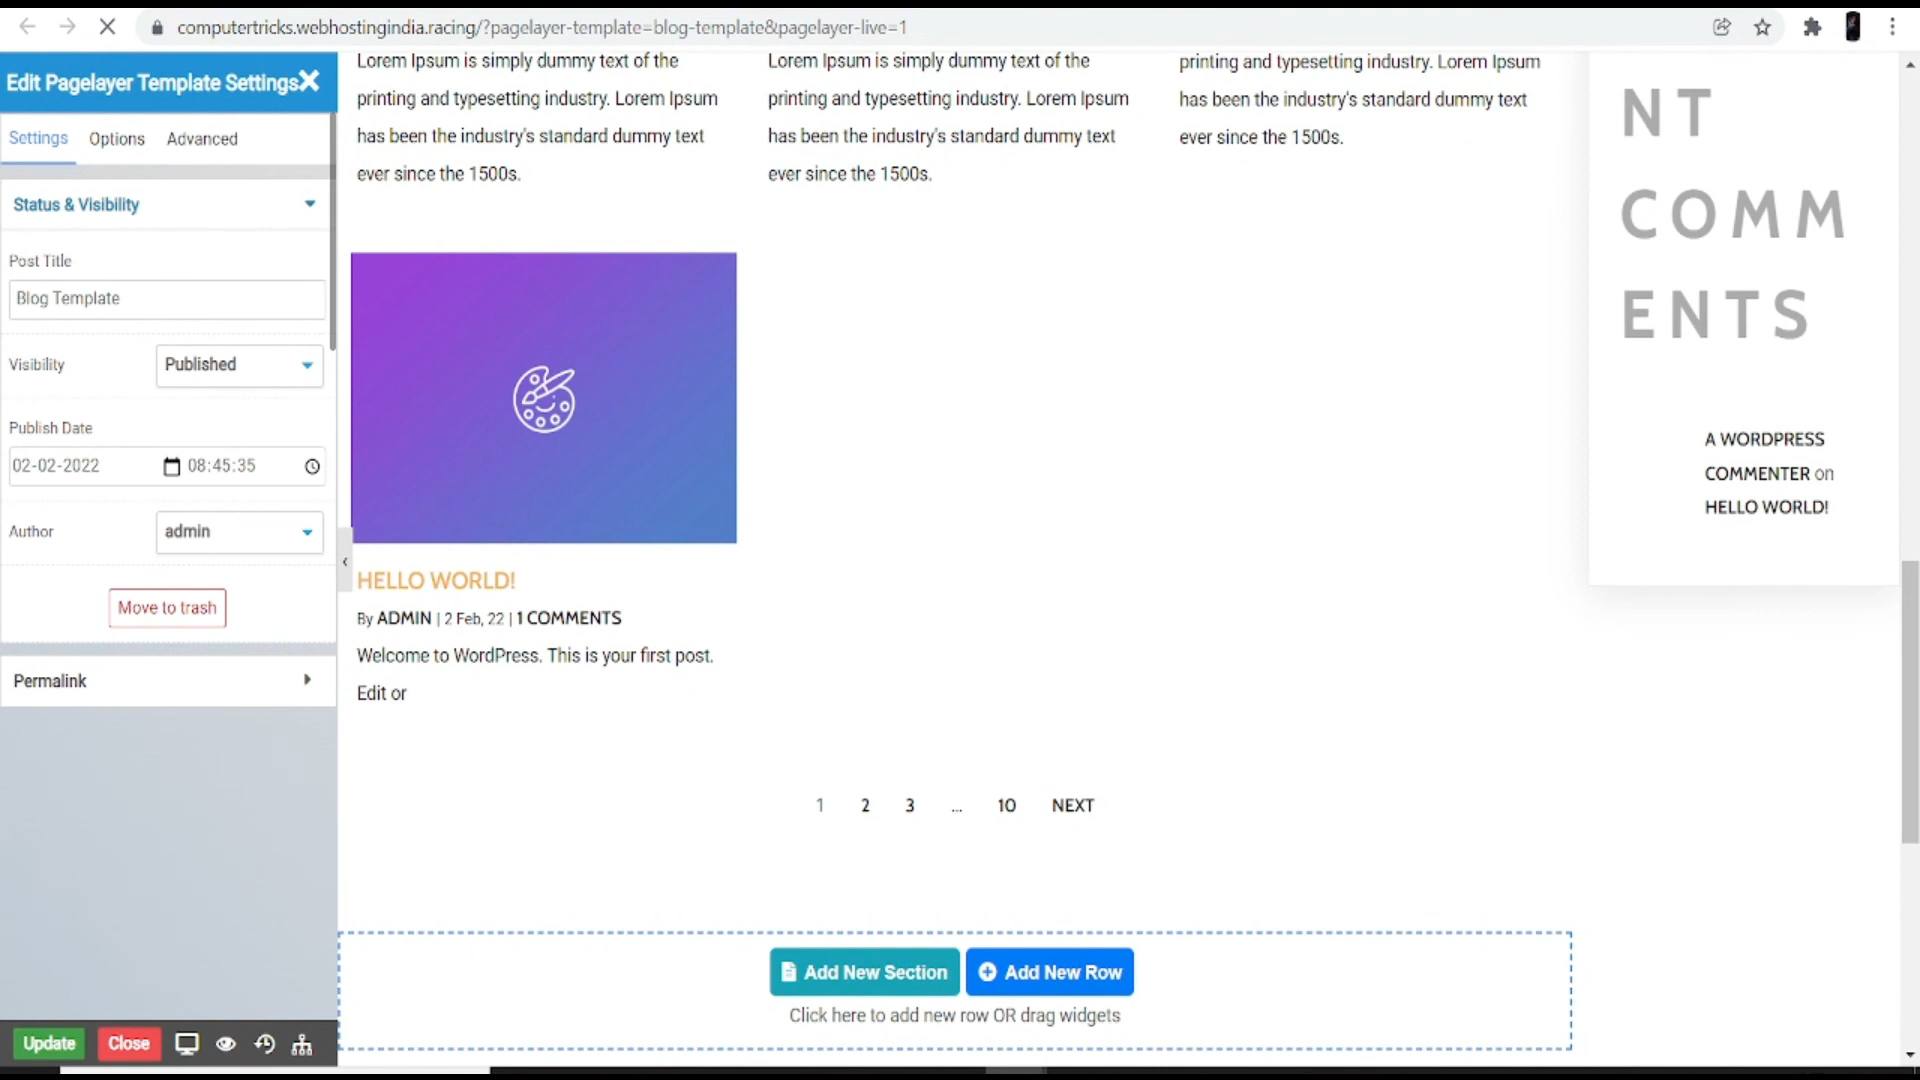 computertricks.webhostingindia.racing/?pagelayer-template=blog-template&pagelayer-live=1
Edit Pagelayer Template Settings
Settings Options Advanced
Status & Visibility
Post Title
Blog Template
Visibility Published
Publish Date
02-02-2022 08:45:35
Author admin
Move to trash
Permalink
Update Close
Lorem Ipsum is simply dummy text of the
printing and typesetting industry. Lorem Ipsum
has been the industry's standard dummy text
ever since the 1500s.
Lorem Ipsum is simply dummy text of the
printing and typesetting industry. Lorem Ipsum
has been the industry's standard dummy text
ever since the 1500s.
printing and typesetting industry. Lorem Ipsum
has been the industry's standard dummy text
ever since the 1500s.
HELLO WORLD!
By ADMIN | 2 Feb, 22 | 1 COMMENTS
Welcome to WordPress. This is your first post.
Edit or
1 2 3 ... 10 NEXT
Add New Section Add New Row
Click here to add new row OR drag widgets
NT
COMM
ENTS
A WORDPRESS
COMMENTER on
HELLO WORLD!